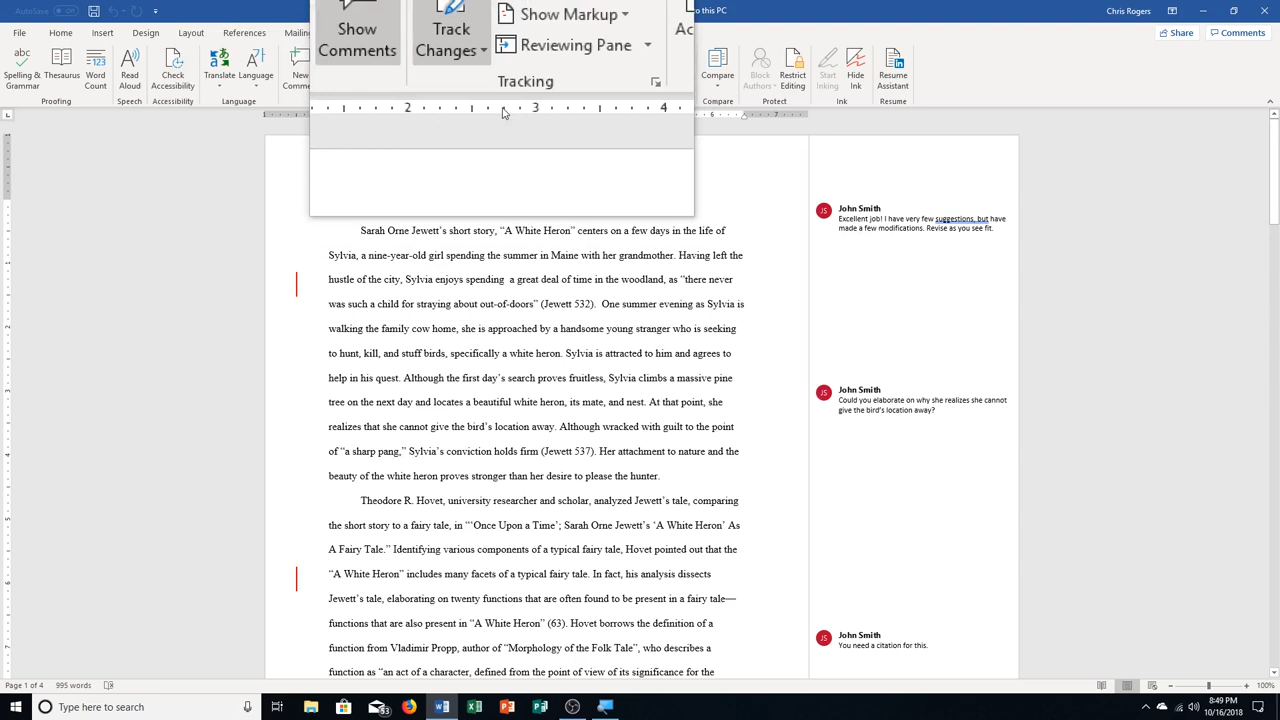 o this PC
Chris Rogers
File
Home
Insert
Design
Layout
References
Mailin
Share
Comments
Show
Comments
Track
Changes
Show Markup
Reviewing Pane
Ac
Tracking
abc
Spelling &
Grammar
Thesaurus
123
Word
Count
Read
Aloud
Check
Accessibility
Translate
Language
New
Comme
Compare
Block
Authors
Restrict
Editing
Start
Inking
Hide
Ink
Resume
Assistant
Proofing
Speech
Accessibility
Language
Compare
Protect
Ink
Resume
2 3 4
6 7
Sarah Orne Jewett’s short story, “A White Heron” centers on a few days in the life of
Sylvia, a nine-year-old girl spending the summer in Maine with her grandmother. Having left the
hustle of the city, Sylvia enjoys spending  a great deal of time in the woodland, as “there never
was such a child for straying about out-of-doors” (Jewett 532).  One summer evening as Sylvia is
walking the family cow home, she is approached by a handsome young stranger who is seeking
to hunt, kill, and stuff birds, specifically a white heron. Sylvia is attracted to him and agrees to
help in his quest. Although the first day’s search proves fruitless, Sylvia climbs a massive pine
tree on the next day and locates a beautiful white heron, its mate, and nest. At that point, she
realizes that she cannot give the bird’s location away. Although wracked with guilt to the point
of “a sharp pang,” Sylvia’s conviction holds firm (Jewett 537). Her attachment to nature and the
beauty of the white heron proves stronger than her desire to please the hunter.
Theodore R. Hovet, university researcher and scholar, analyzed Jewett’s tale, comparing
the short story to a fairy tale, in “‘Once Upon a Time’; Sarah Orne Jewett’s ‘A White Heron’ As
A Fairy Tale.” Identifying various components of a typical fairy tale, Hovet pointed out that the
“A White Heron” includes many facets of a typical fairy tale. In fact, his analysis dissects
Jewett’s tale, elaborating on twenty functions that are often found to be present in a fairy tale—
functions that are also present in “A White Heron” (63). Hovet borrows the definition of a
function from Vladimir Propp, author of “Morphology of the Folk Tale”, who describes a
function as “an act of a character, defined from the point of view of its significance for the
JS
John Smith
Excellent job! I have very few suggestions, but have
made a few modifications. Revise as you see fit.
JS
John Smith
Could you elaborate on why she realizes she cannot
give the bird’s location away?
JS
John Smith
You need a citation for this.
Page 1 of 4
995 words
100%
Type here to search
53
8:49 PM
10/16/2018